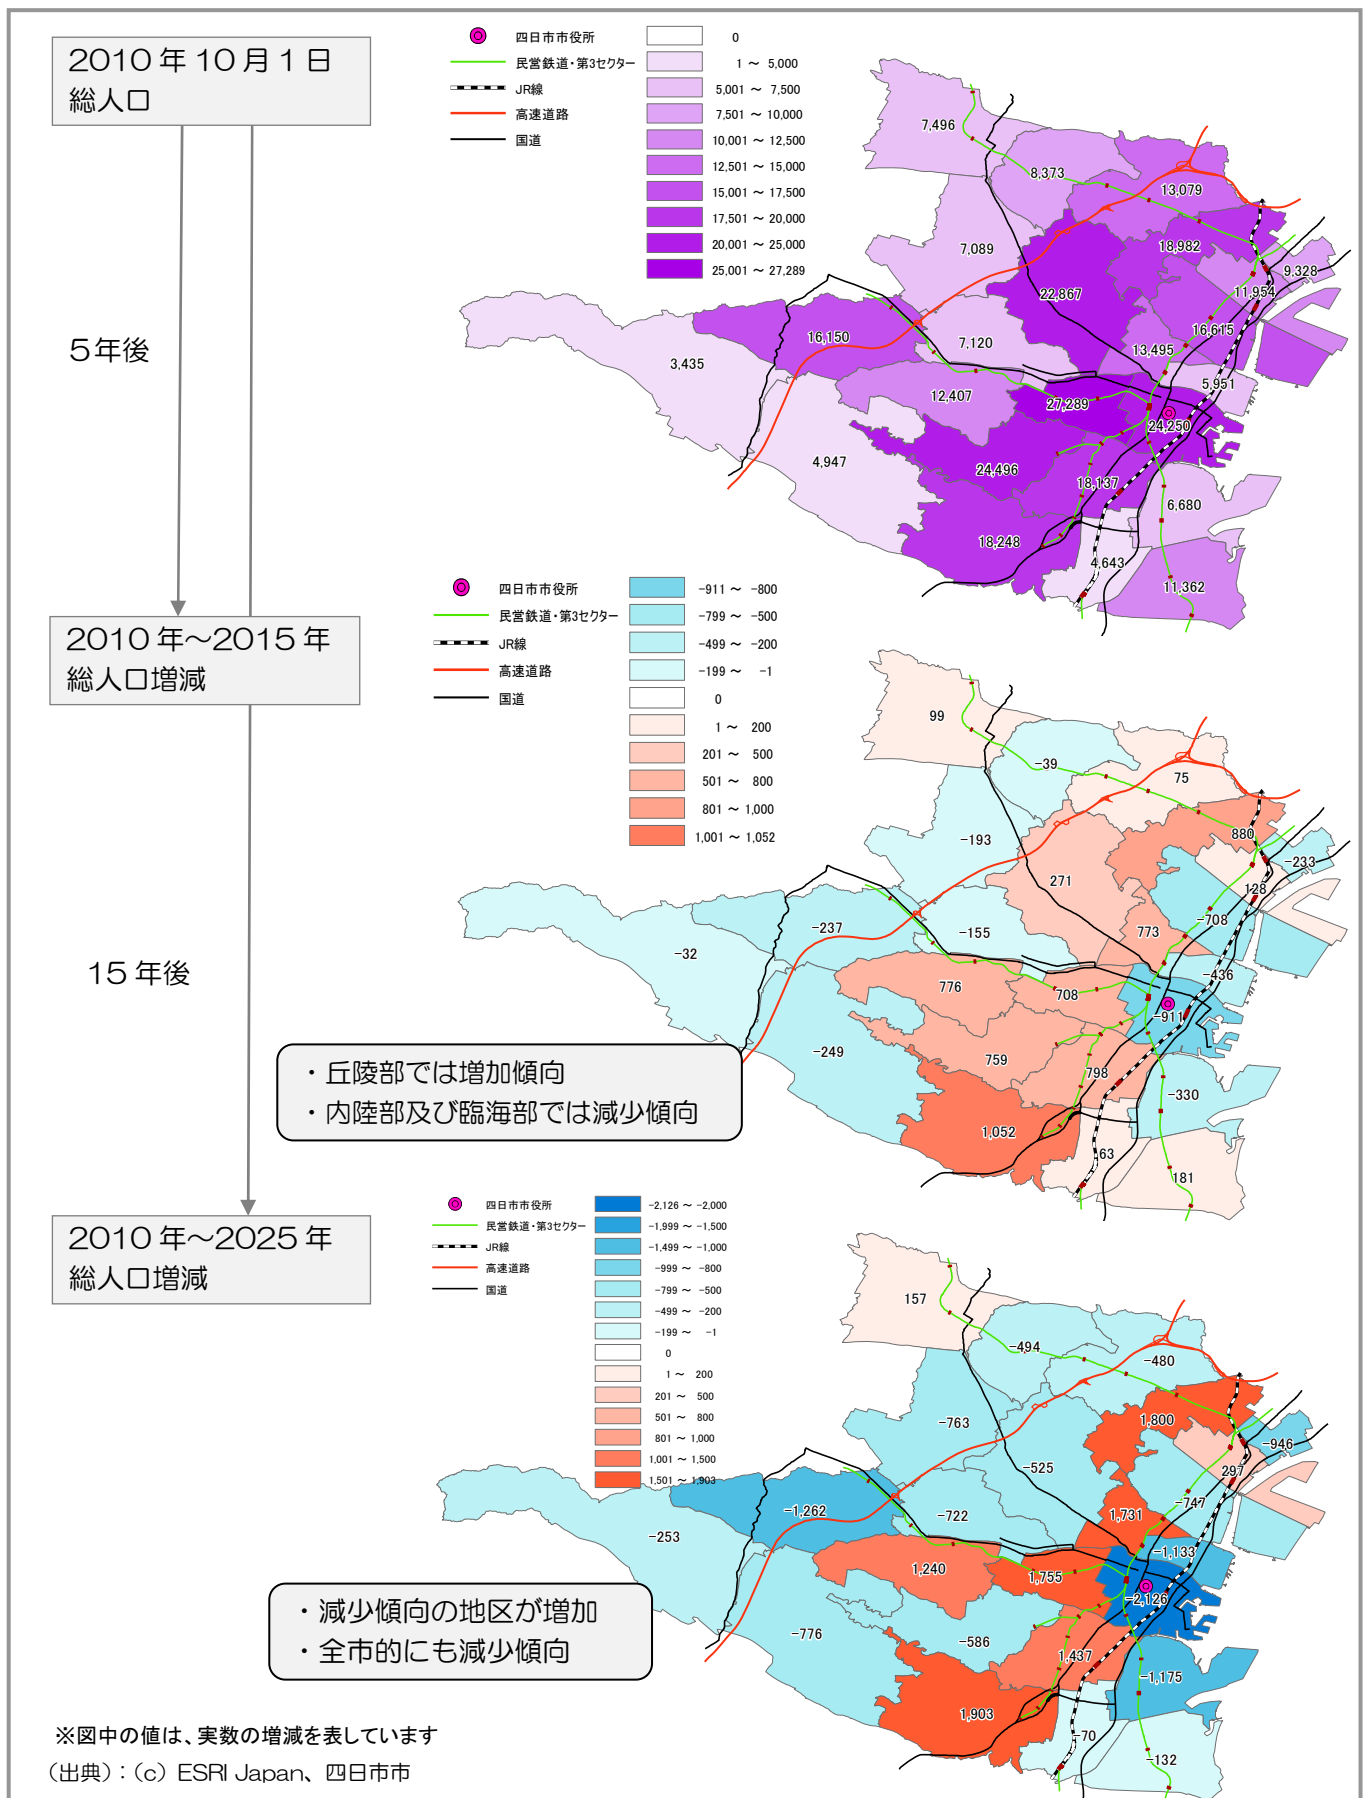 2010年10月1日
総人口
四日市市役所
民営鉄道・第3セクター
JR線
高速道路
国道
0
1 ～ 5,000
5,001 ～ 7,500
7,501 ～ 10,000
10,001 ～ 12,500
12,501 ～ 15,000
15,001 ～ 17,500
17,501 ～ 20,000
20,001 ～ 25,000
25,001 ～ 27,289
7,496
8,373
13,079
7,089
18,982
9,328
22,867
11,954
16,150
7,120
16,615
13,495
3,435
5,951
12,407
27,289
24,250
4,947
24,496
18,137
6,680
18,248
4,643
11,362
5年後
2010年～2015年
総人口増減
四日市市役所
民営鉄道・第3セクター
JR線
高速道路
国道
-911 ～ -800
-799 ～ -500
-499 ～ -200
-199 ～ -1
0
1 ～ 200
201 ～ 500
501 ～ 800
801 ～ 1,000
1,001 ～ 1,052
99
-39
75
-193
880
-233
271
128
-237
-155
-708
773
-32
-436
776
708
-911
-249
759
798
-330
1,052
63
181
15年後
・丘陵部では増加傾向
・内陸部及び臨海部では減少傾向
2010年～2025年
総人口増減
四日市市役所
民営鉄道・第3セクター
JR線
高速道路
国道
-2,126 ～ -2,000
-1,999 ～ -1,500
-1,499 ～ -1,000
-999 ～ -800
-799 ～ -500
-499 ～ -200
-199 ～ -1
0
1 ～ 200
201 ～ 500
501 ～ 800
801 ～ 1,000
1,001 ～ 1,500
1,501 ～ 1,903
157
-494
-480
-763
1,800
-946
-525
297
-1,262
-722
-747
1,731
-253
-1,133
1,240
1,755
-2,126
-776
-586
1,437
-1,175
1,903
-70
-132
・減少傾向の地区が増加
・全市的にも減少傾向
※図中の値は、実数の増減を表しています
（出典）：（c）ESRI Japan、四日市市